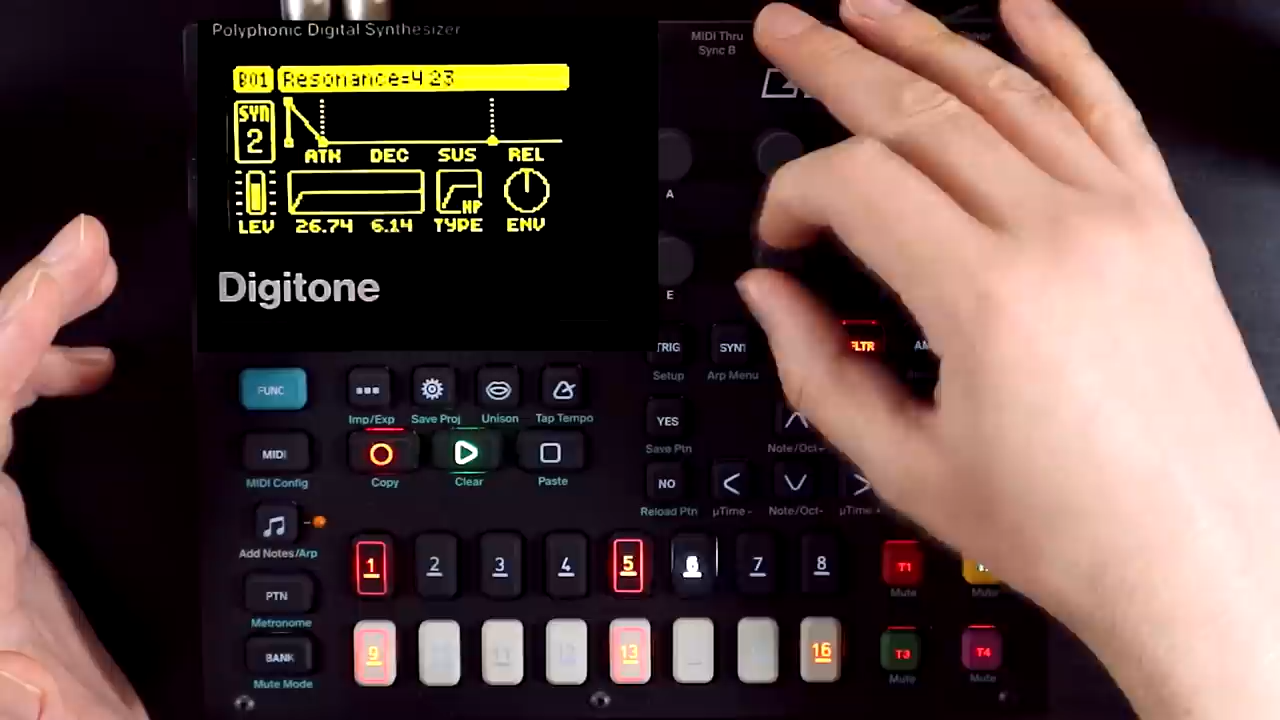 Polyphonic Digital Synthesizer
MIDI Thru
Sync B
B01 Resonance=4
SYN
2
ATK DEC SUS REL
HP
LEV 26.74 6.14 TYPE ENV
Digitone
A
E
TRIG SYN FLTR
Setup Arp Menu
FUNC
Imp/Exp Save Proj Unison Tap Tempo
YES
Save Ptn Note/Oct+
MIDI
MIDI Config Copy Clear Paste
NO
Reload Ptn µTime - Note/Oct- µTime +
Add Notes/Arp
1 2 3 4 5 6 7 8 T1
Mute Mute
PTN
Metronome
BANK 9 13 16 T3 T4
Mute Mode Mute Mute